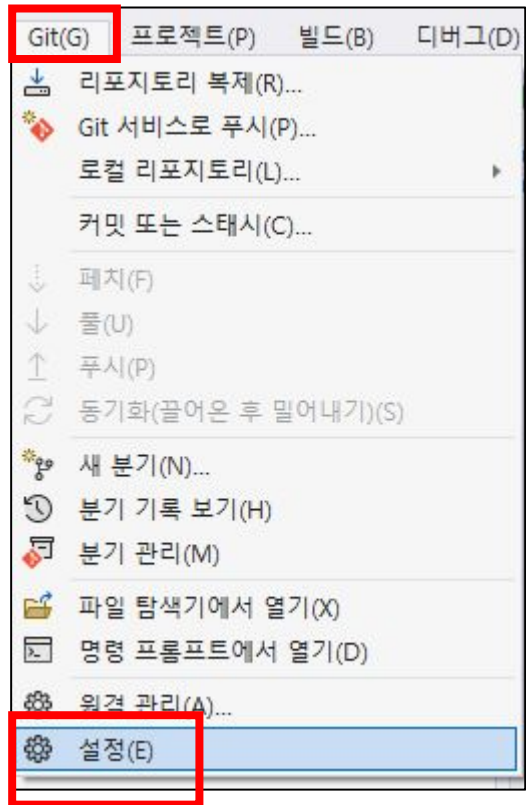 Git(G) 프로젝트(P) 빌드(B) 디버그(D)
리포지토리 복제(R)...
Git 서비스로 푸시(P)...
로컬 리포지토리(L)...
커밋 또는 스태시(C)...
페치(F)
풀(U)
푸시(P)
동기화(끌어온 후 밀어내기)(S)
새 분기(N)...
분기 기록 보기(H)
분기 관리(M)
파일 탐색기에서 열기(X)
명령 프롬프트에서 열기(D)
원격 관리(A)...
설정(E)